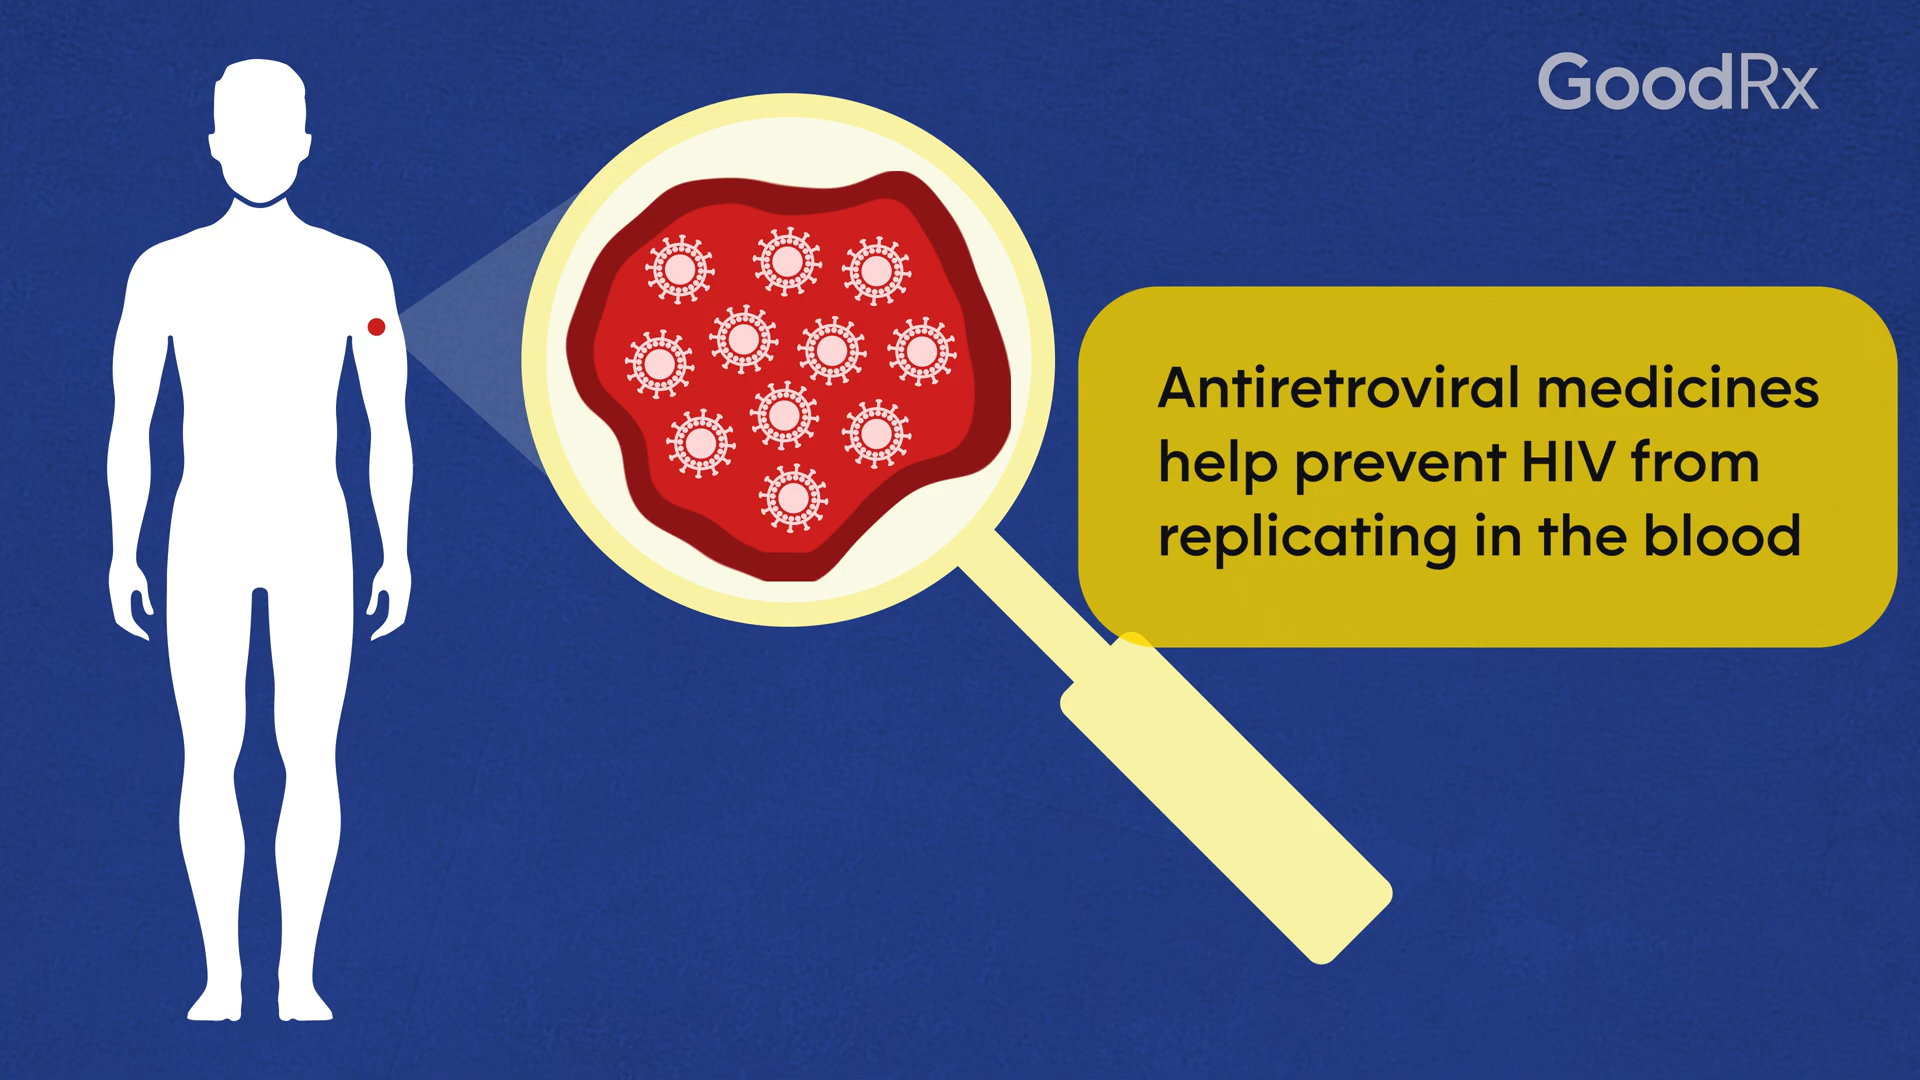 GoodRx
Antiretroviral medicines
help prevent HIV from
replicating in the blood